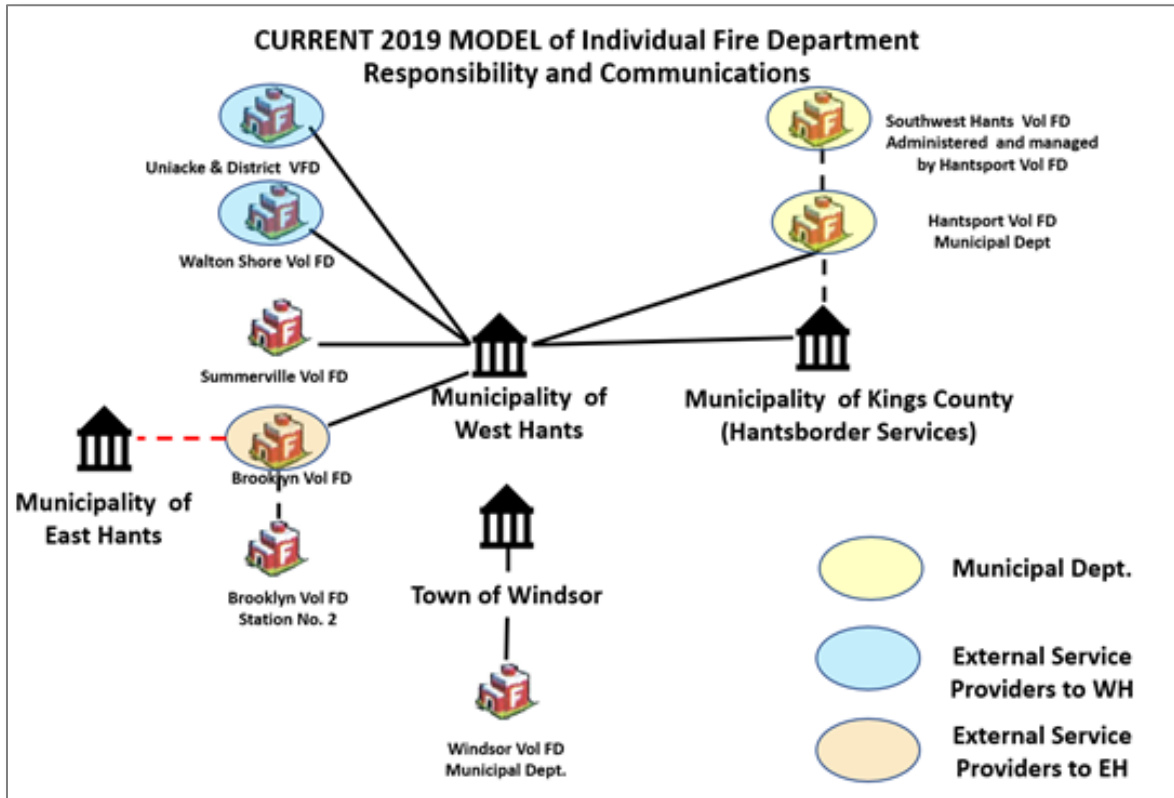 CURRENT 2019 MODEL of Individual Fire Department
Responsibility and Communications
F
Uniacke & District VFD
F
Walton Shore Vol FD
F
Summerville Vol FD
F
Brooklyn Vol FD
F
Brooklyn Vol FD
Station No. 2
Municipality of
East Hants
Municipality of
West Hants
Town of Windsor
F
Windsor Vol FD
Municipal Dept.
F
Southwest Hants Vol FD
Administered and managed
by Hantsport Vol FD
F
Hantsport Vol FD
Municipal Dept
Municipality of Kings County
(Hantsborder Services)
Municipal Dept.
External Service
Providers to WH
External Service
Providers to EH